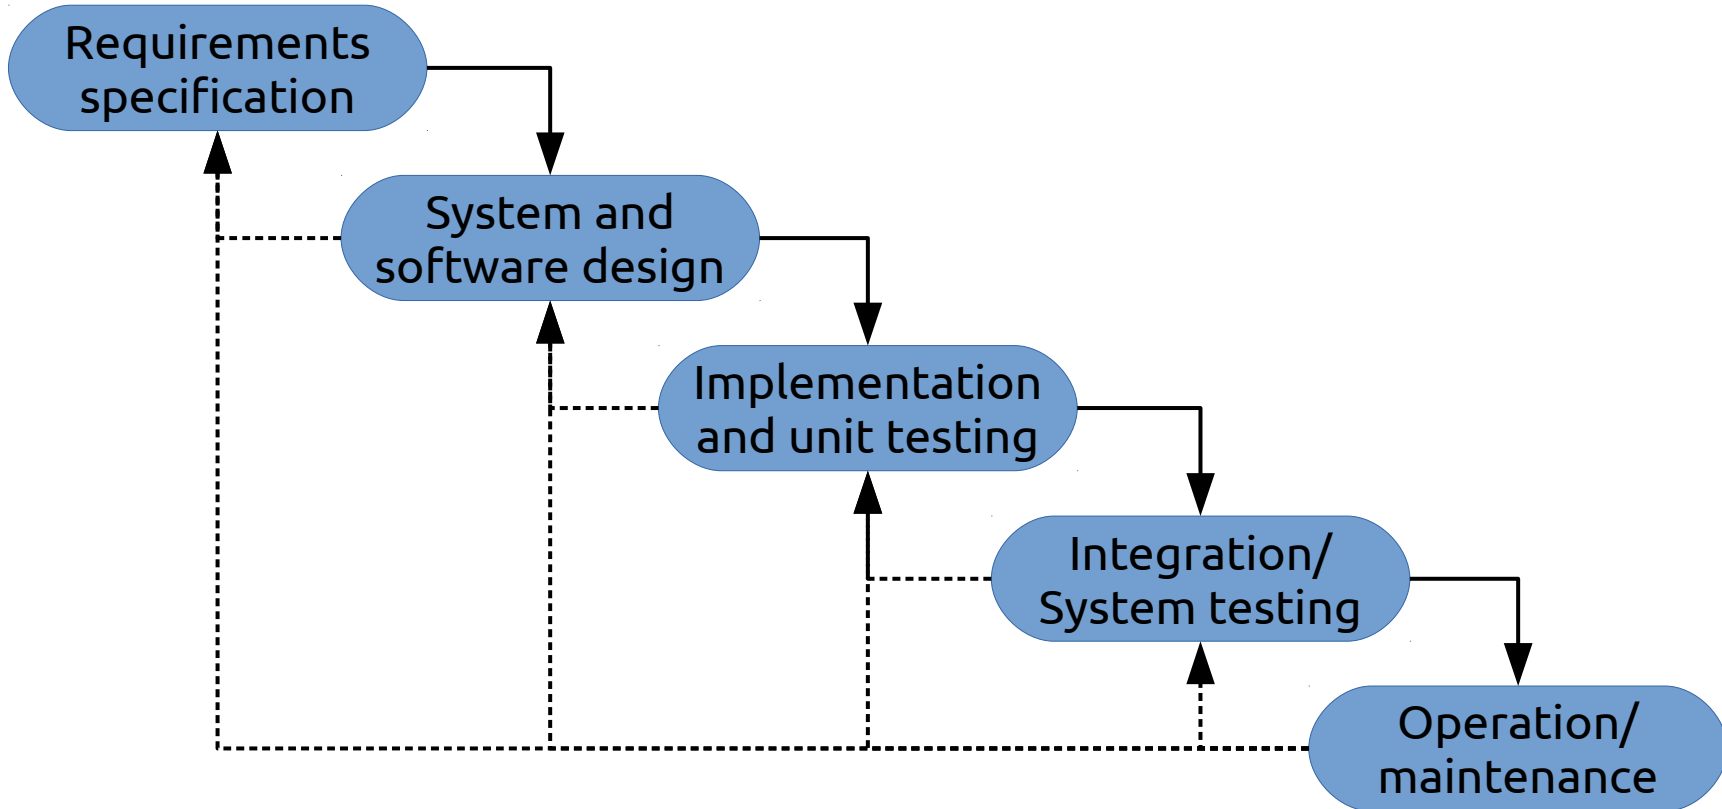 Requirements
specification
System and
software design
Implementation
and unit testing
Integration/
System testing
Operation/
maintenance